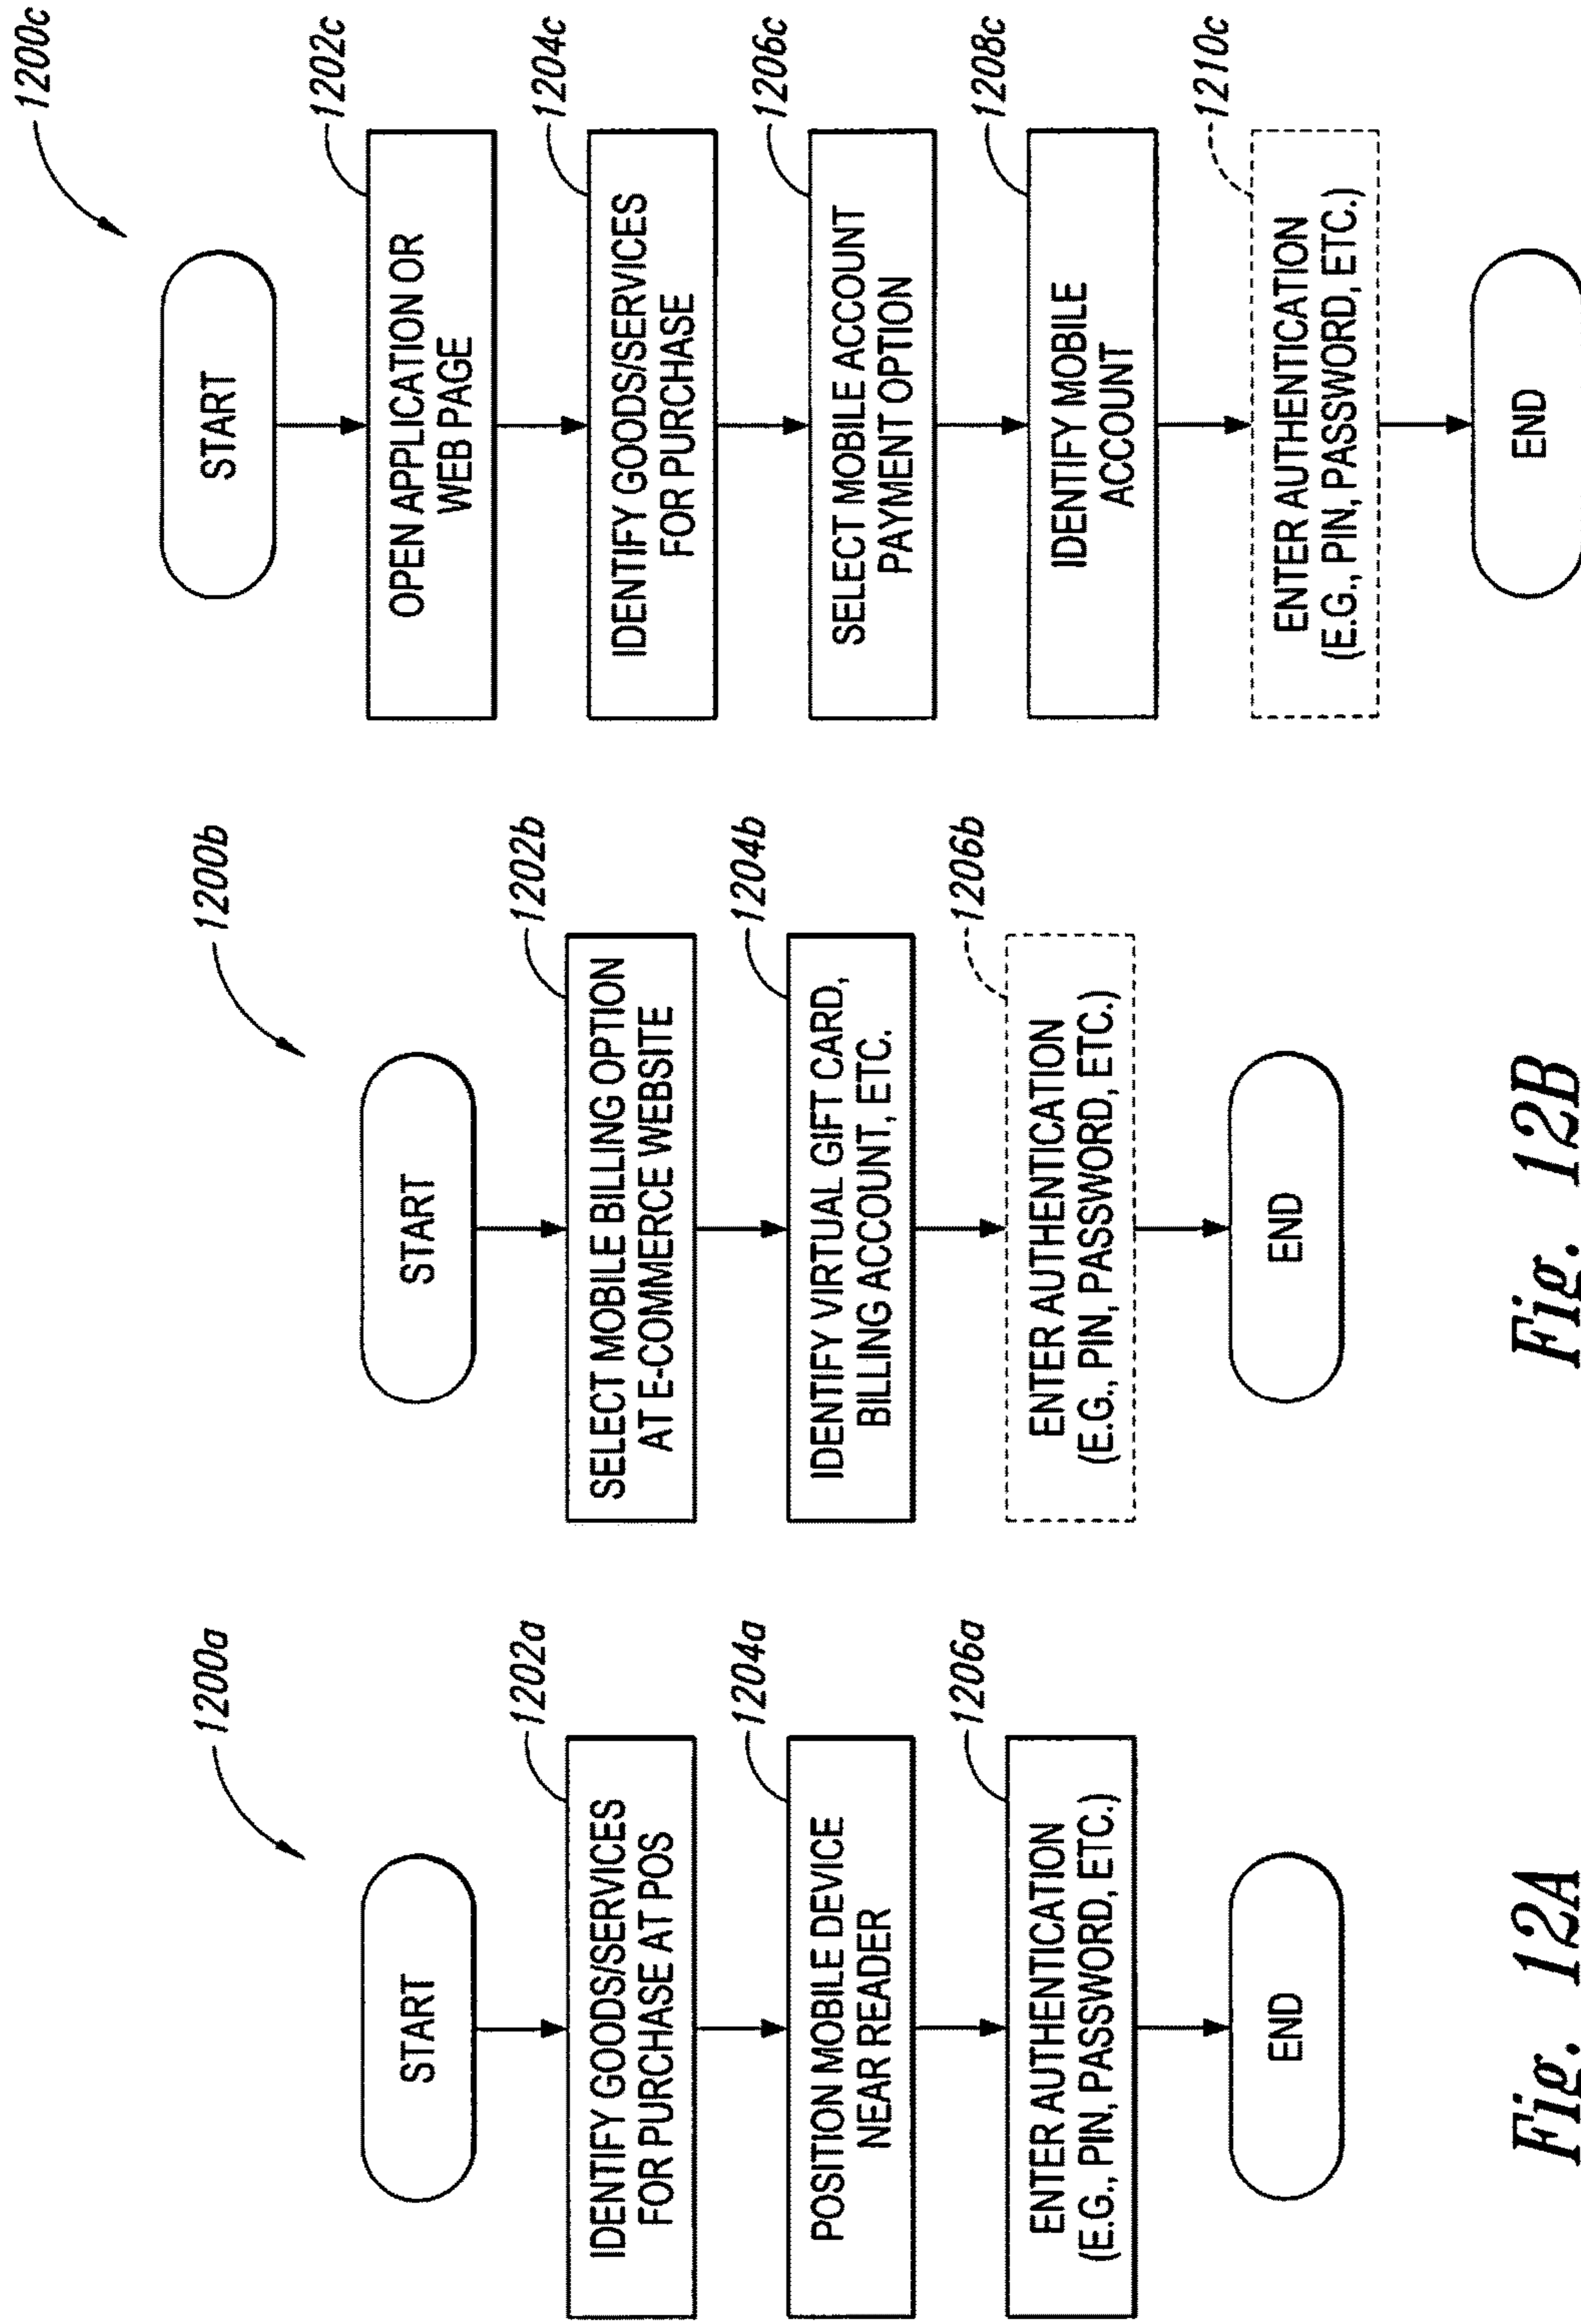 1200a
START
1202a
IDENTIFY GOODS/SERVICES
FOR PURCHASE AT POS
1204a
POSITION MOBILE DEVICE
NEAR READER
1206a
ENTER AUTHENTICATION
(E.G., PIN, PASSWORD, ETC.)
END
Fig. 12A
1200b
START
1202b
SELECT MOBILE BILLING OPTION
AT E-COMMERCE WEBSITE
1204b
IDENTIFY VIRTUAL GIFT CARD,
BILLING ACCOUNT, ETC.
1206b
ENTER AUTHENTICATION
(E.G., PIN, PASSWORD, ETC.)
END
Fig. 12B
1200c
START
1202c
OPEN APPLICATION OR
WEB PAGE
1204c
IDENTIFY GOODS/SERVICES
FOR PURCHASE
1206c
SELECT MOBILE ACCOUNT
PAYMENT OPTION
1208c
IDENTIFY MOBILE
ACCOUNT
1210c
ENTER AUTHENTICATION
(E.G., PIN, PASSWORD, ETC.)
END